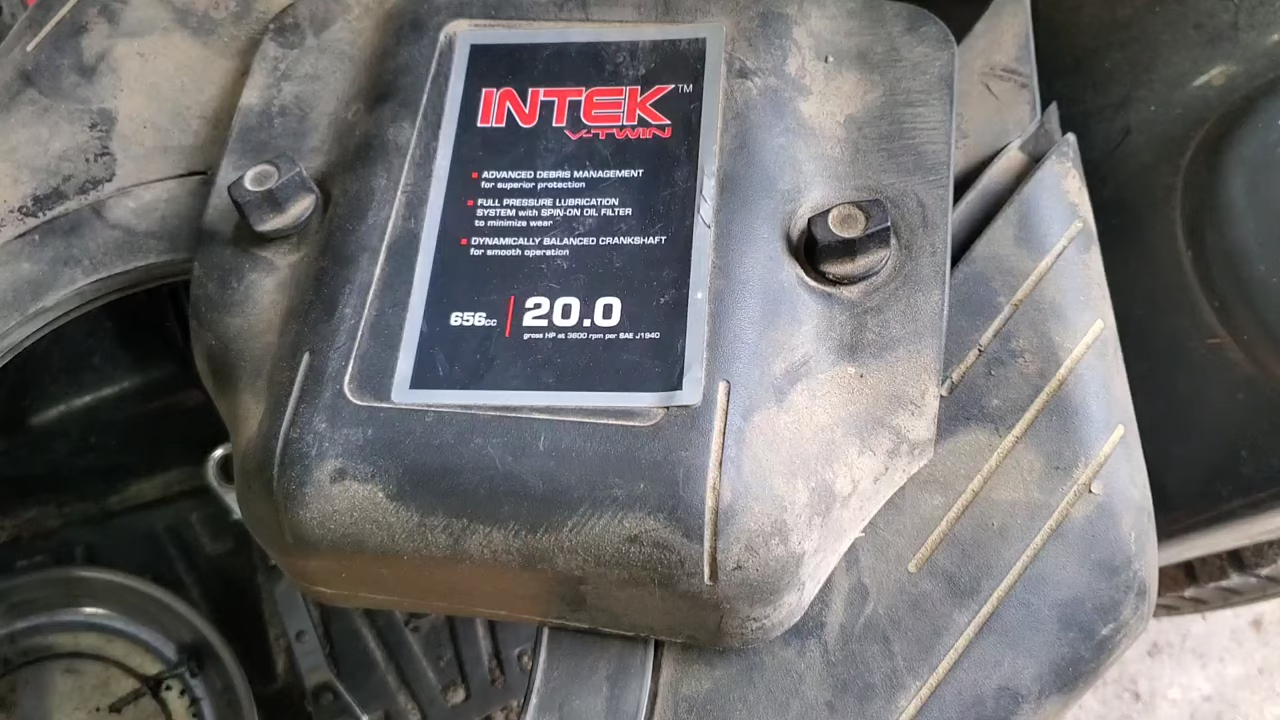 INTEK™
V-TWIN
ADVANCED DEBRIS MANAGEMENT
for superior protection
FULL PRESSURE LUBRICATION
SYSTEM with SPIN-ON OIL FILTER
to minimize wear
DYNAMICALLY BALANCED CRANKSHAFT
for smooth operation
656cc | 20.0
gross HP at 3600 rpm per SAE J1940